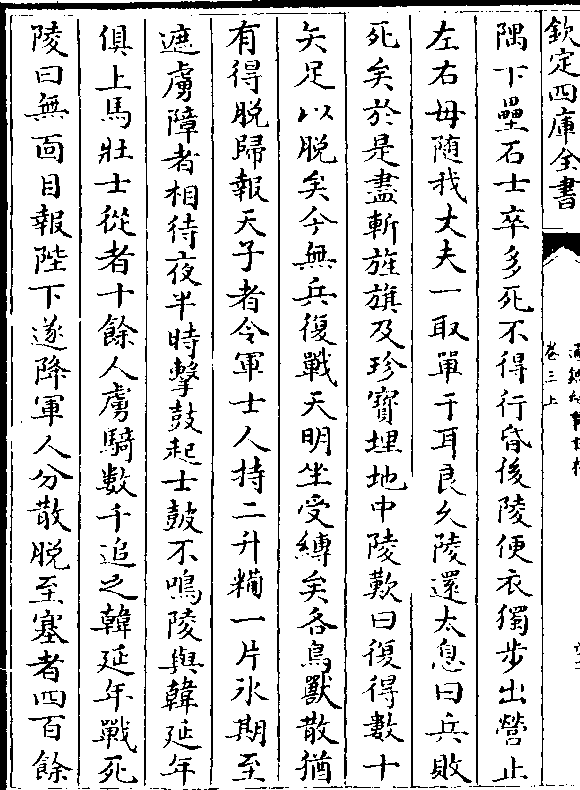 欽定四庫全書
卷三上
隅下壘石士卒多死不得行昏後陵便衣獨步出營止
左右毋随我丈夫一取單于耳良久陵還太息曰兵敗
死矣於是盡斬旌旗及珍寶埋地中陵歎曰復得數十
矢足以脱矣今無兵復戰天明坐受縛矣各鳥獸散猶
有得脱歸報天子者令軍士人持二升糒一片氷期至
遮虜障者相待夜半時擊鼓起士鼓不鳴陵與韓延年
俱上馬壯士從者十餘人虜騎數千追之韓延年戰死
陵曰無面目報陛下遂降軍人分散脱至塞者四百餘